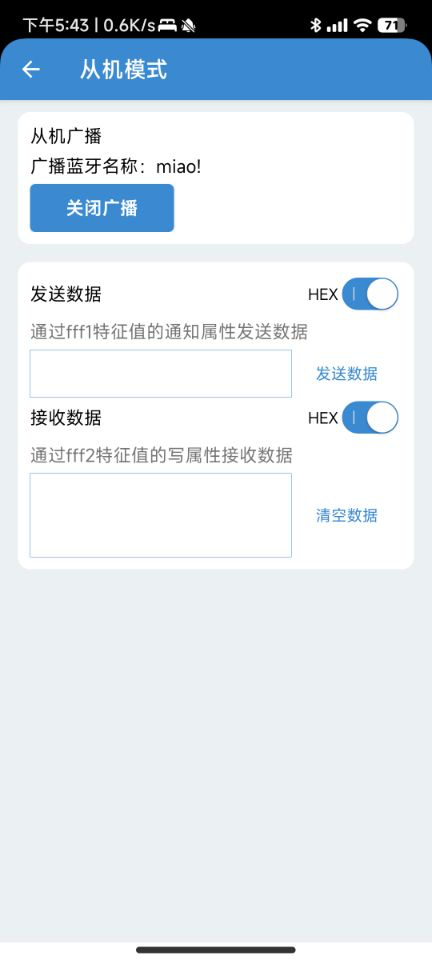 下午5:43 | 0.6K/s
71
从机模式
从机广播
广播蓝牙名称：miao!
关闭广播
发送数据 HEX
通过fff1特征值的通知属性发送数据
发送数据
接收数据 HEX
通过fff2特征值的写属性接收数据
清空数据